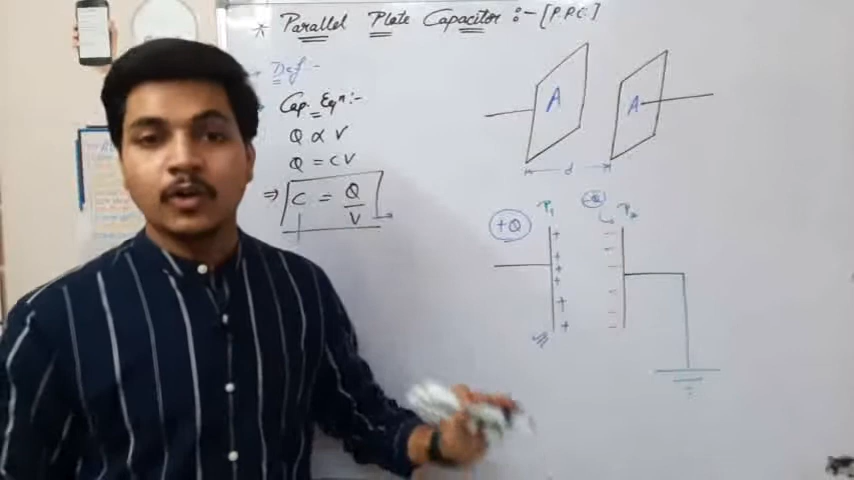 * Parallel Plate Capacitor :- [P.P.C.]
Def :-
Cap. Eqn :-
Q ∝ V
Q = CV
⇒ C = Q/V
A
A
d
+Q
P₁
-Q
P₂